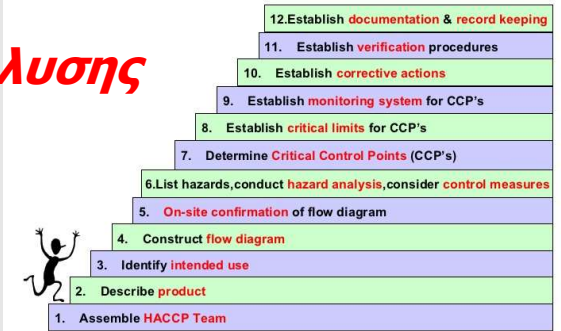 12.Establish documentation & record keeping
11. Establish verification procedures
λυσης
10. Establish corrective actions
9. Establish monitoring system for CCP's
8. Establish critical limits for CCP's
7. Determine Critical Control Points (CCP's)
6.List hazards,conduct hazard analysis,consider control measures
5. On-site confirmation of flow diagram
4. Construct flow diagram
3. Identify intended use
2. Describe product
1. Assemble HACCP Team